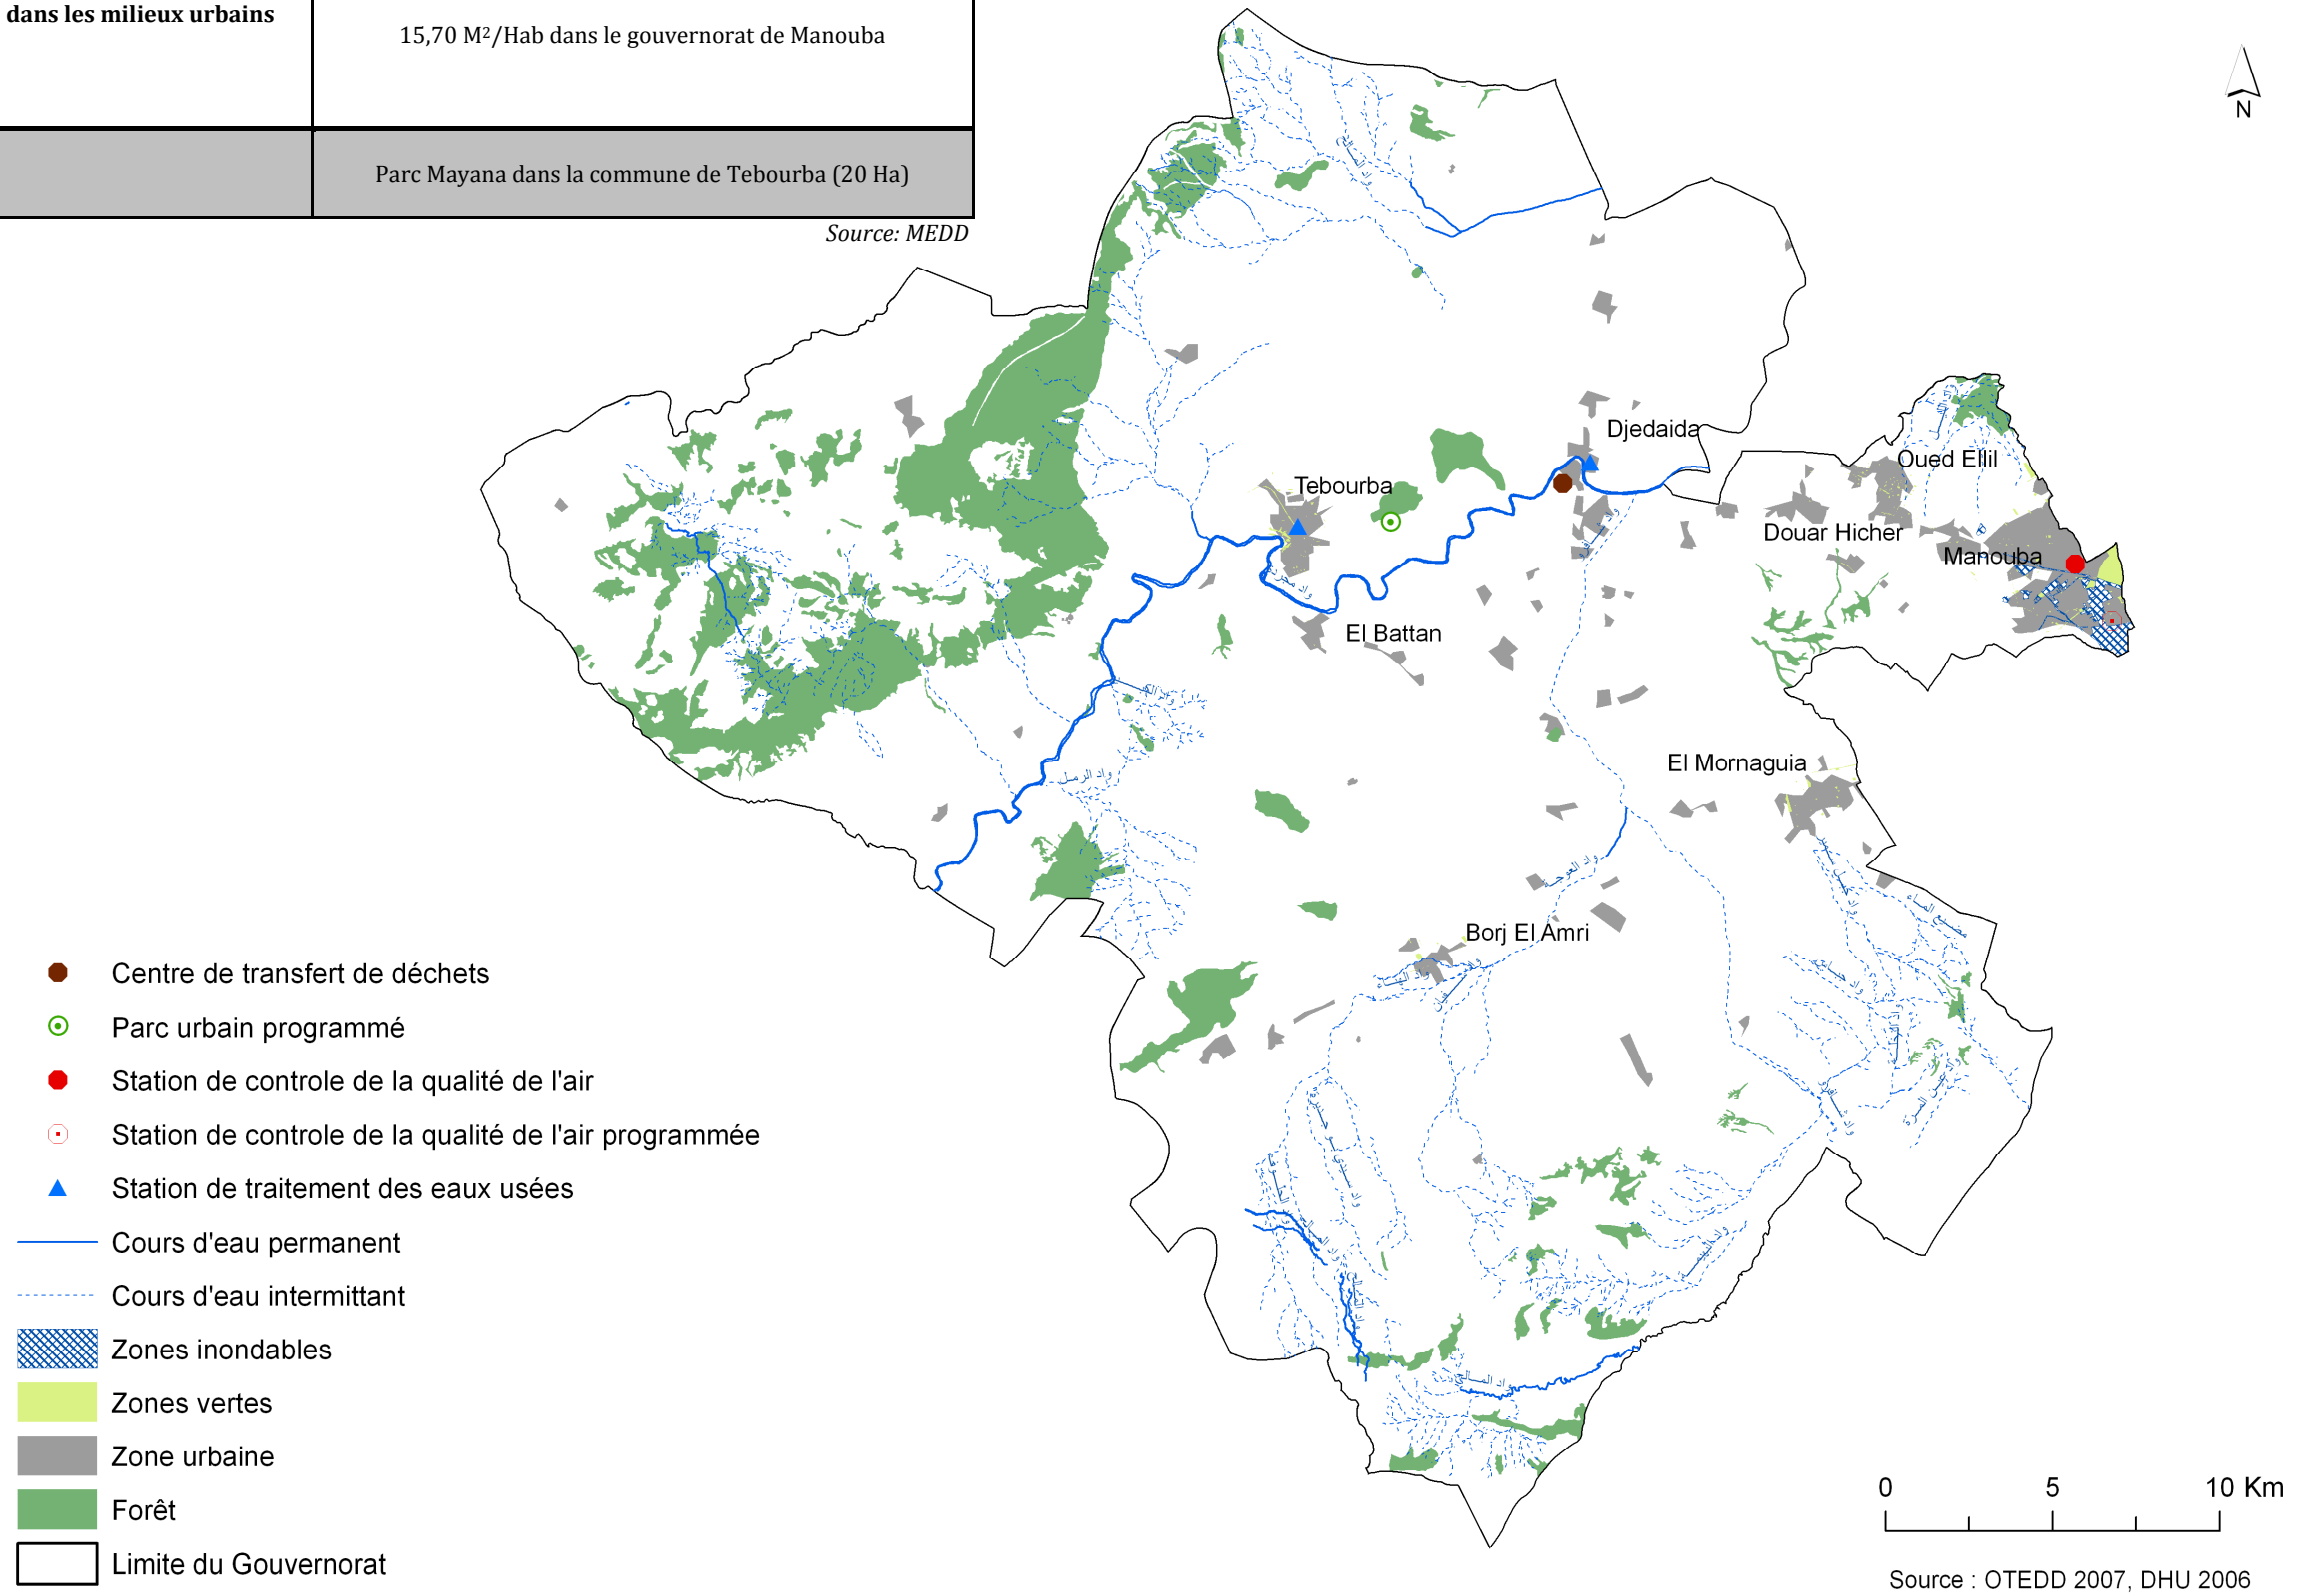 dans les milieux urbains
15,70 M²/Hab dans le gouvernorat de Manouba
Parc Mayana dans la commune de Tebourba (20 Ha)
Source: MEDD
N
Djedaida
Oued Ellil
Tebourba
Douar Hicher
Manouba
El Battan
El Mornaguia
واد الرمل
Borj El Amri
Centre de transfert de déchets
Parc urbain programmé
Station de controle de la qualité de l'air
Station de controle de la qualité de l'air programmée
Station de traitement des eaux usées
Cours d'eau permanent
Cours d'eau intermittant
Zones inondables
Zones vertes
Zone urbaine
Forêt
Limite du Gouvernorat
0 5 10 Km
Source : OTEDD 2007, DHU 2006